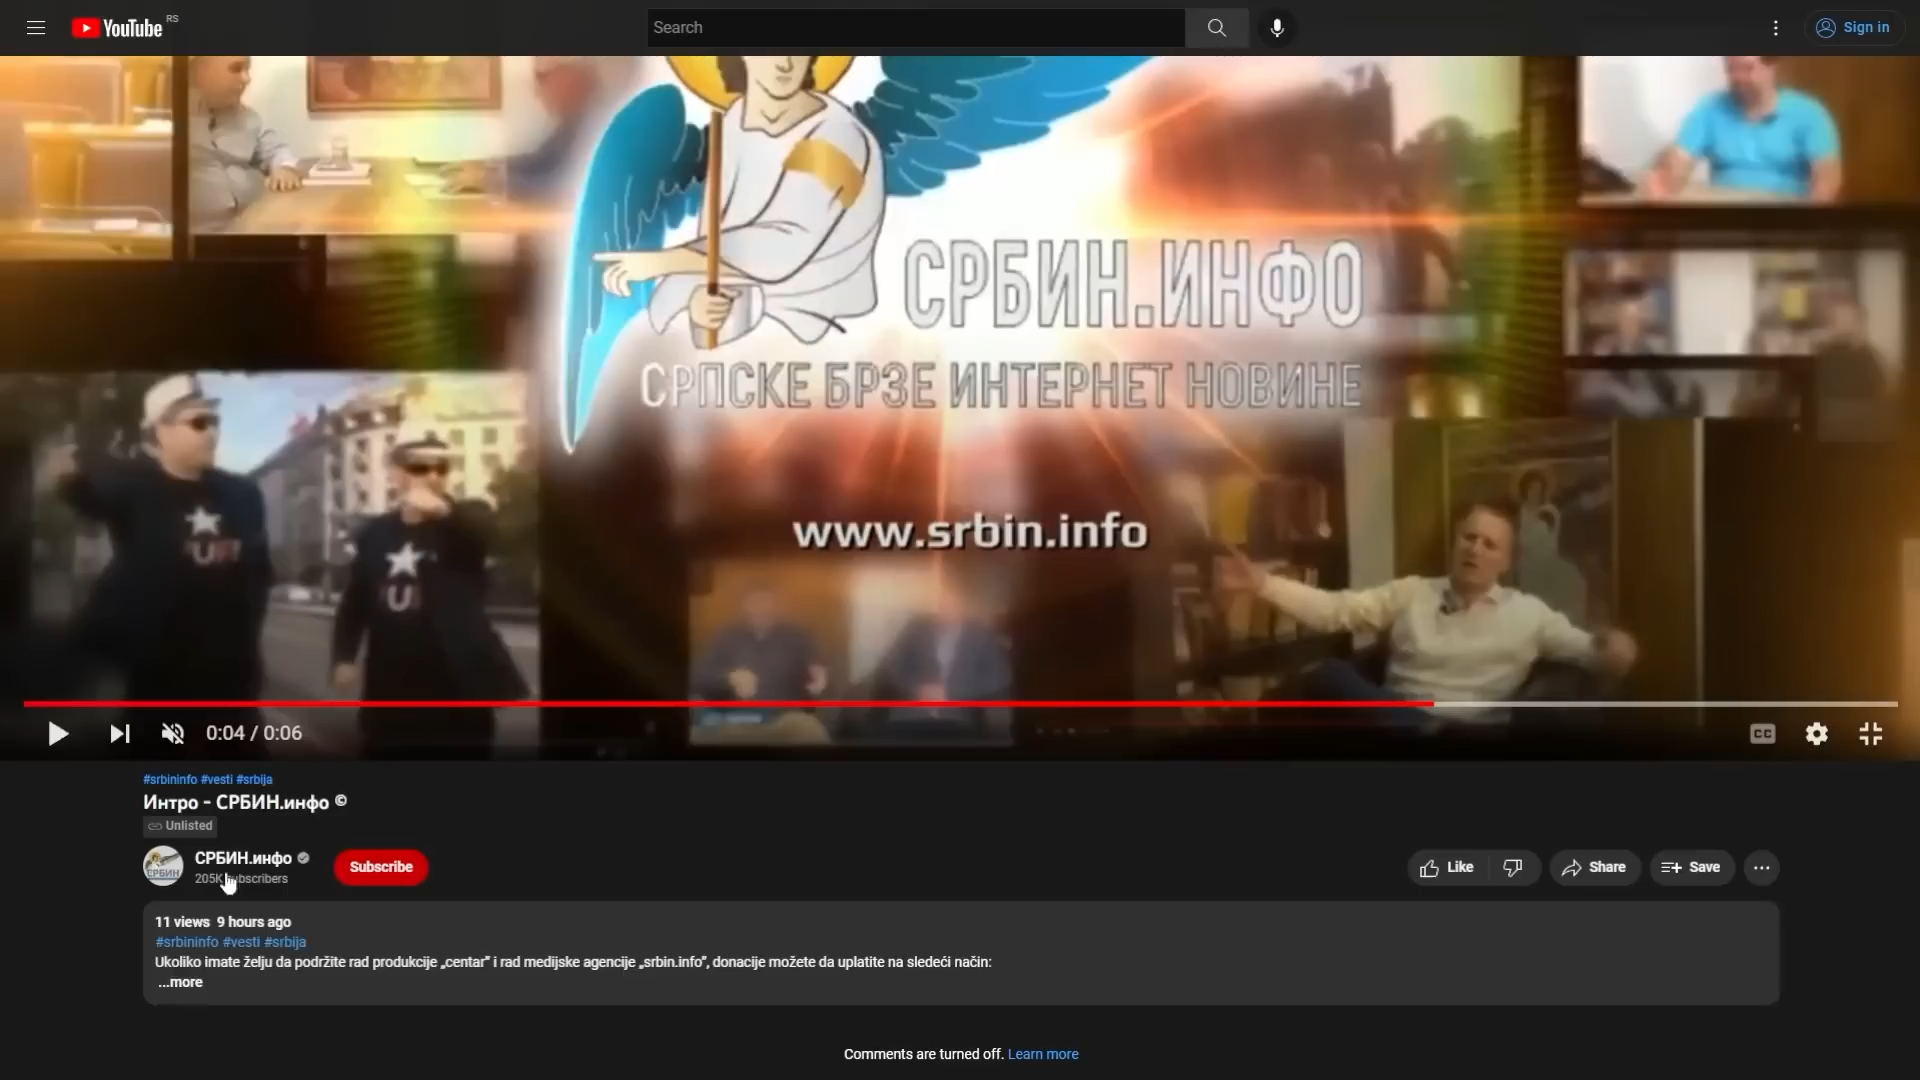 YouTube RS
Search
Sign in
СРБИН.ИНФО
СРПСКЕ БРЗЕ ИНТЕРНЕТ НОВИНЕ
www.srbin.info
0:04 / 0:06
CC
#srbininfo #vesti #srbija
Интро - СРБИН.инфо ©
Unlisted
СРБИН
СРБИН.инфо
205K subscribers
Subscribe
Like
Share
Save
11 views 9 hours ago
#srbininfo #vesti #srbija
Ukoliko imate želju da podržite rad produkcije „centar" i rad medijske agencije „srbin.info", donacije možete da uplatite na sledeći način:
...more
Comments are turned off. Learn more